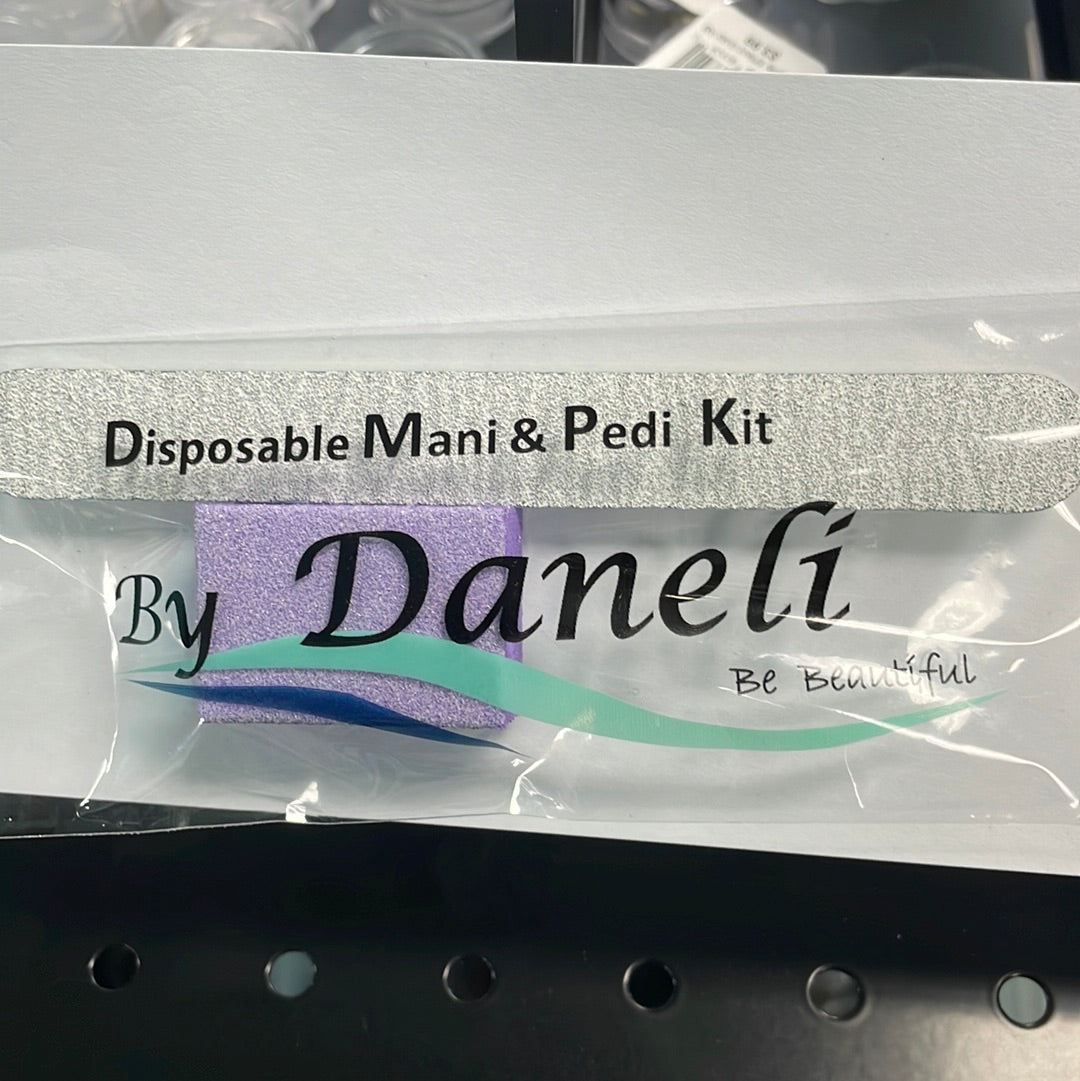 Disposable Mani & Pedi Kit
By Daneli
Be Beautiful